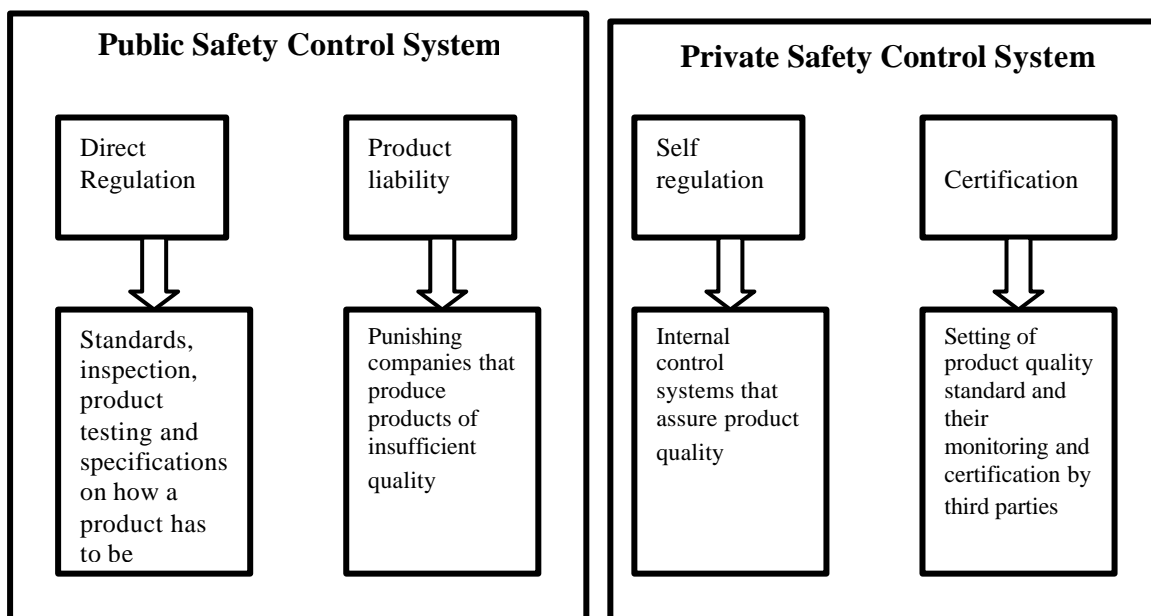 Public Safety Control System
Direct
Regulation
Standards,
inspection,
product
testing and
specifications
on how a
product has
to be
Product
liability
Punishing
companies that
produce
products of
insufficient
quality
Private Safety Control System
Self
regulation
Internal
control
systems that
assure product
quality
Certification
Setting of
product quality
standard and
their
monitoring and
certification by
third parties